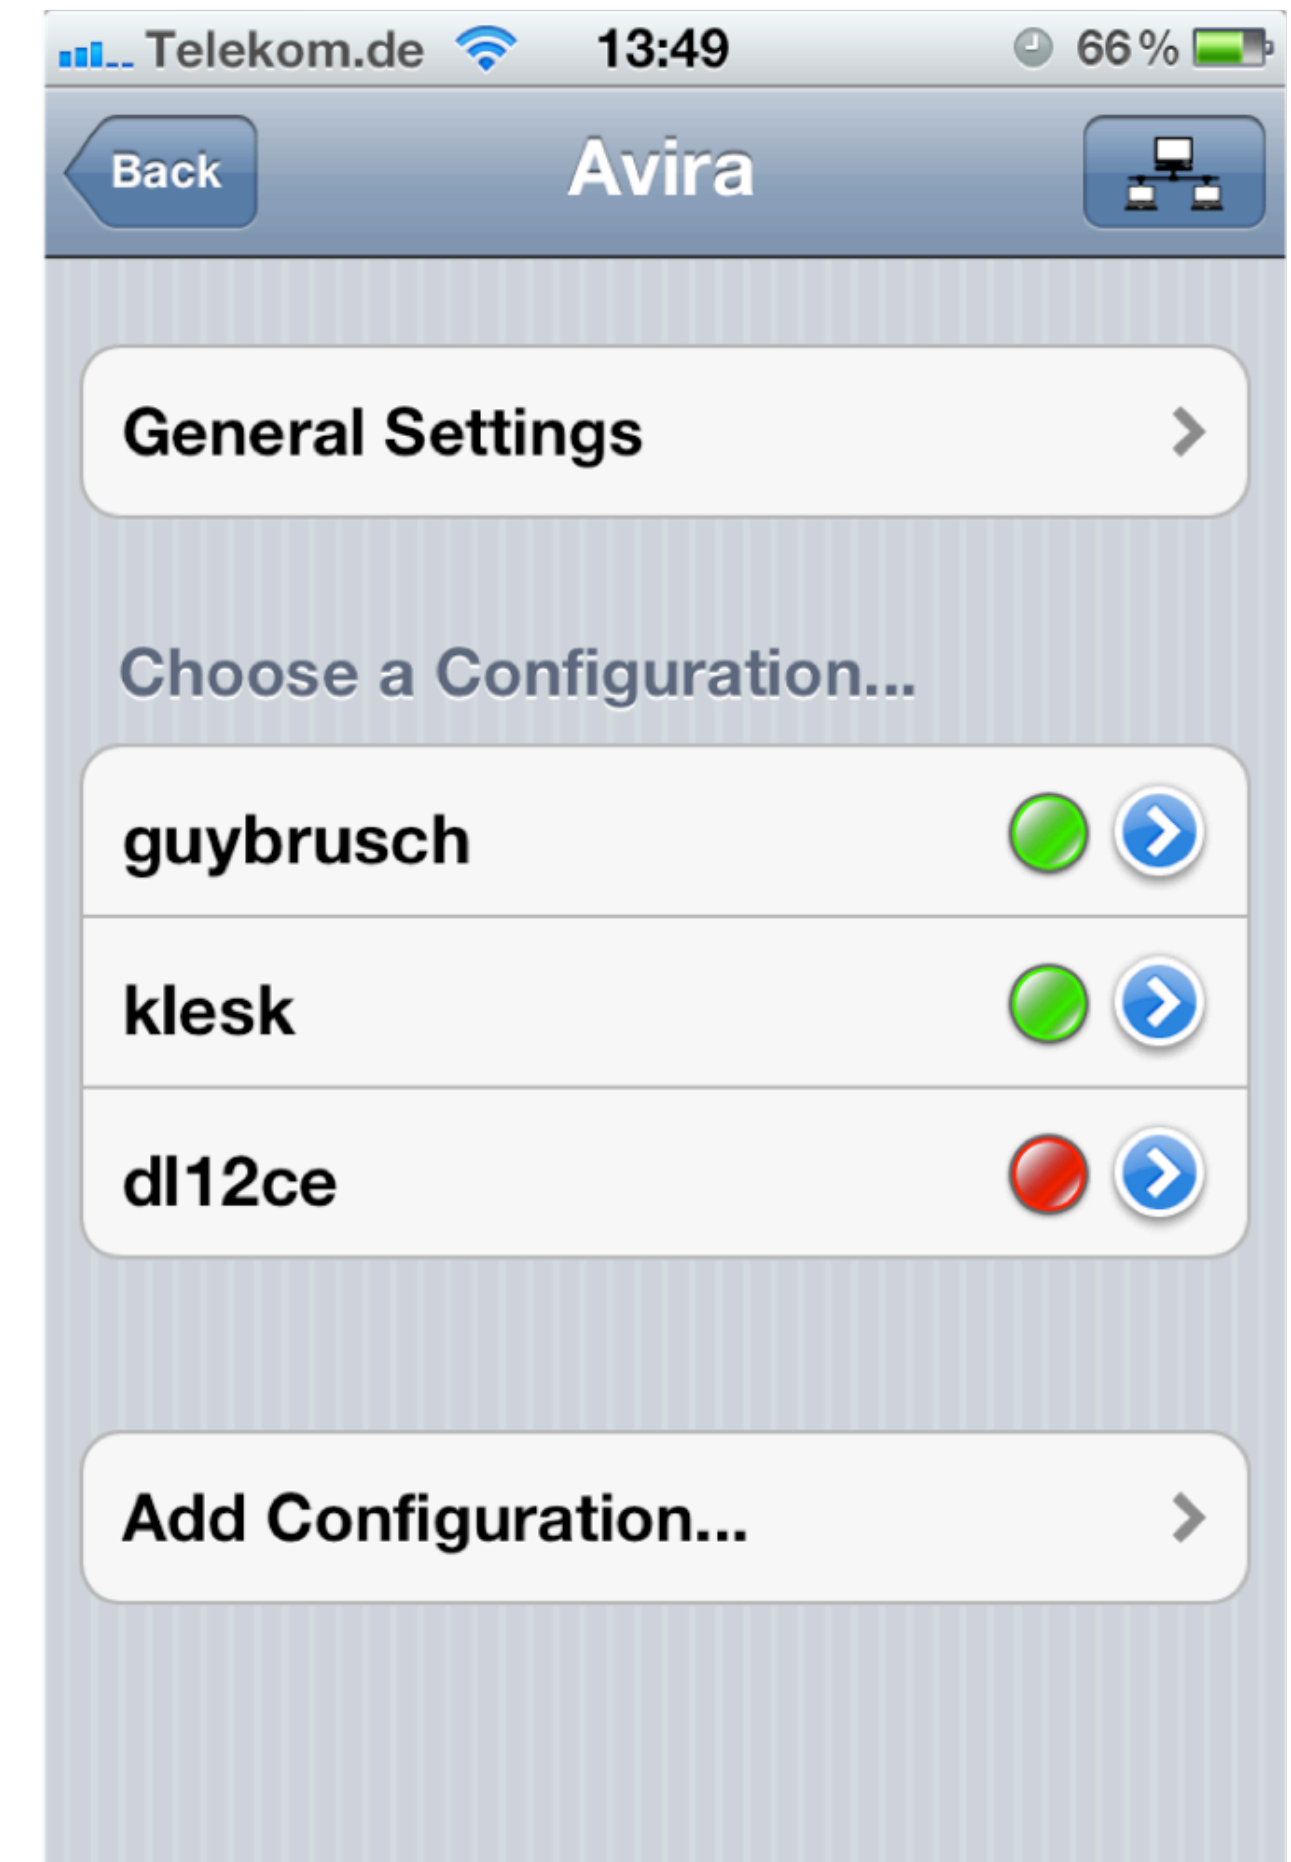 Telekom.de 13:49 66%
Back Avira
General Settings
Choose a Configuration...
guybrusch
klesk
dl12ce
Add Configuration...